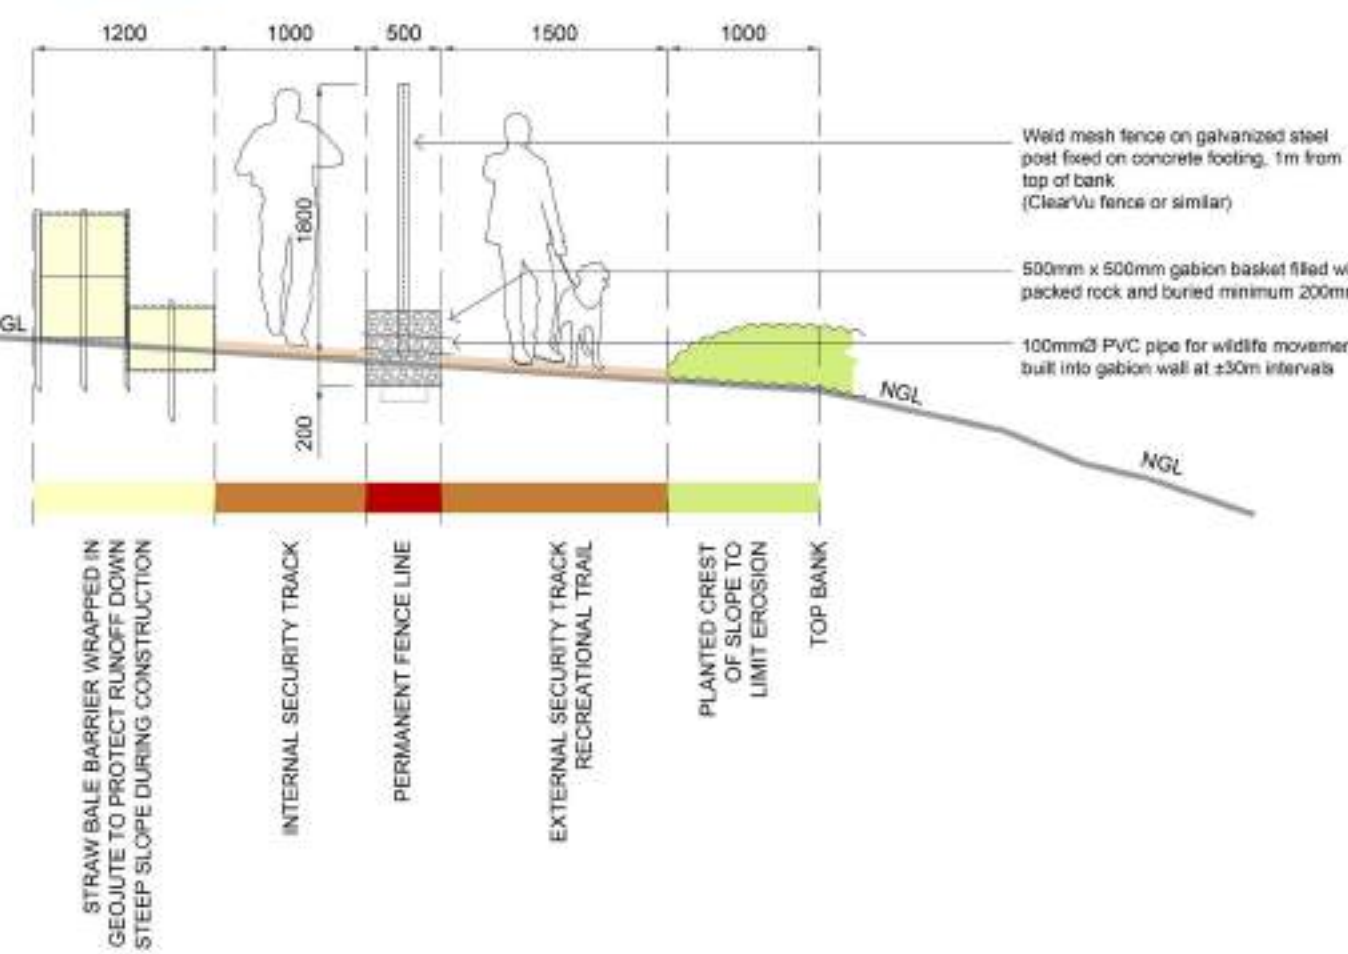 1200
1000
500
1500
1000
Weld mesh fence on galvanized steel
post fixed on concrete footing, 1m from
top of bank
(ClearVu fence or similar)
1800
500mm x 500mm gabion basket filled wi
packed rock and buried minimum 200mm
GL
100mmØ PVC pipe for wildlife movemen
built into gabion wall at ±30m intervals
NGL
200
NGL
STRAW BALE BARRIER WRAPPED IN
GEOJUTE TO PROTECT RUNOFF DOWN
STEEP SLOPE DURING CONSTRUCTION
INTERNAL SECURITY TRACK
PERMANENT FENCE LINE
EXTERNAL SECURITY TRACK
RECREATIONAL TRAIL
PLANTED CREST
OF SLOPE TO
LIMIT EROSION
TOP BANK